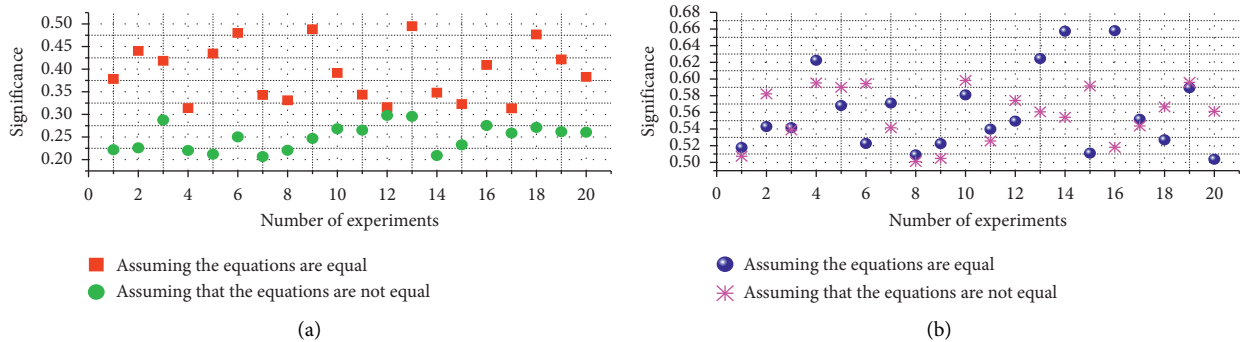 0.50
0.45
0.40
0.35
0.30
0.25
0.20
Significance
0 2 4 6 8 10 12 14 16 18 20
Number of experiments
Assuming the equations are equal
Assuming that the equations are not equal
(a)
0.68
0.66
0.64
0.62
0.60
0.58
0.56
0.54
0.52
0.50
Significance
0 2 4 6 8 10 12 14 16 18 20
Number of experiments
Assuming the equations are equal
Assuming that the equations are not equal
(b)